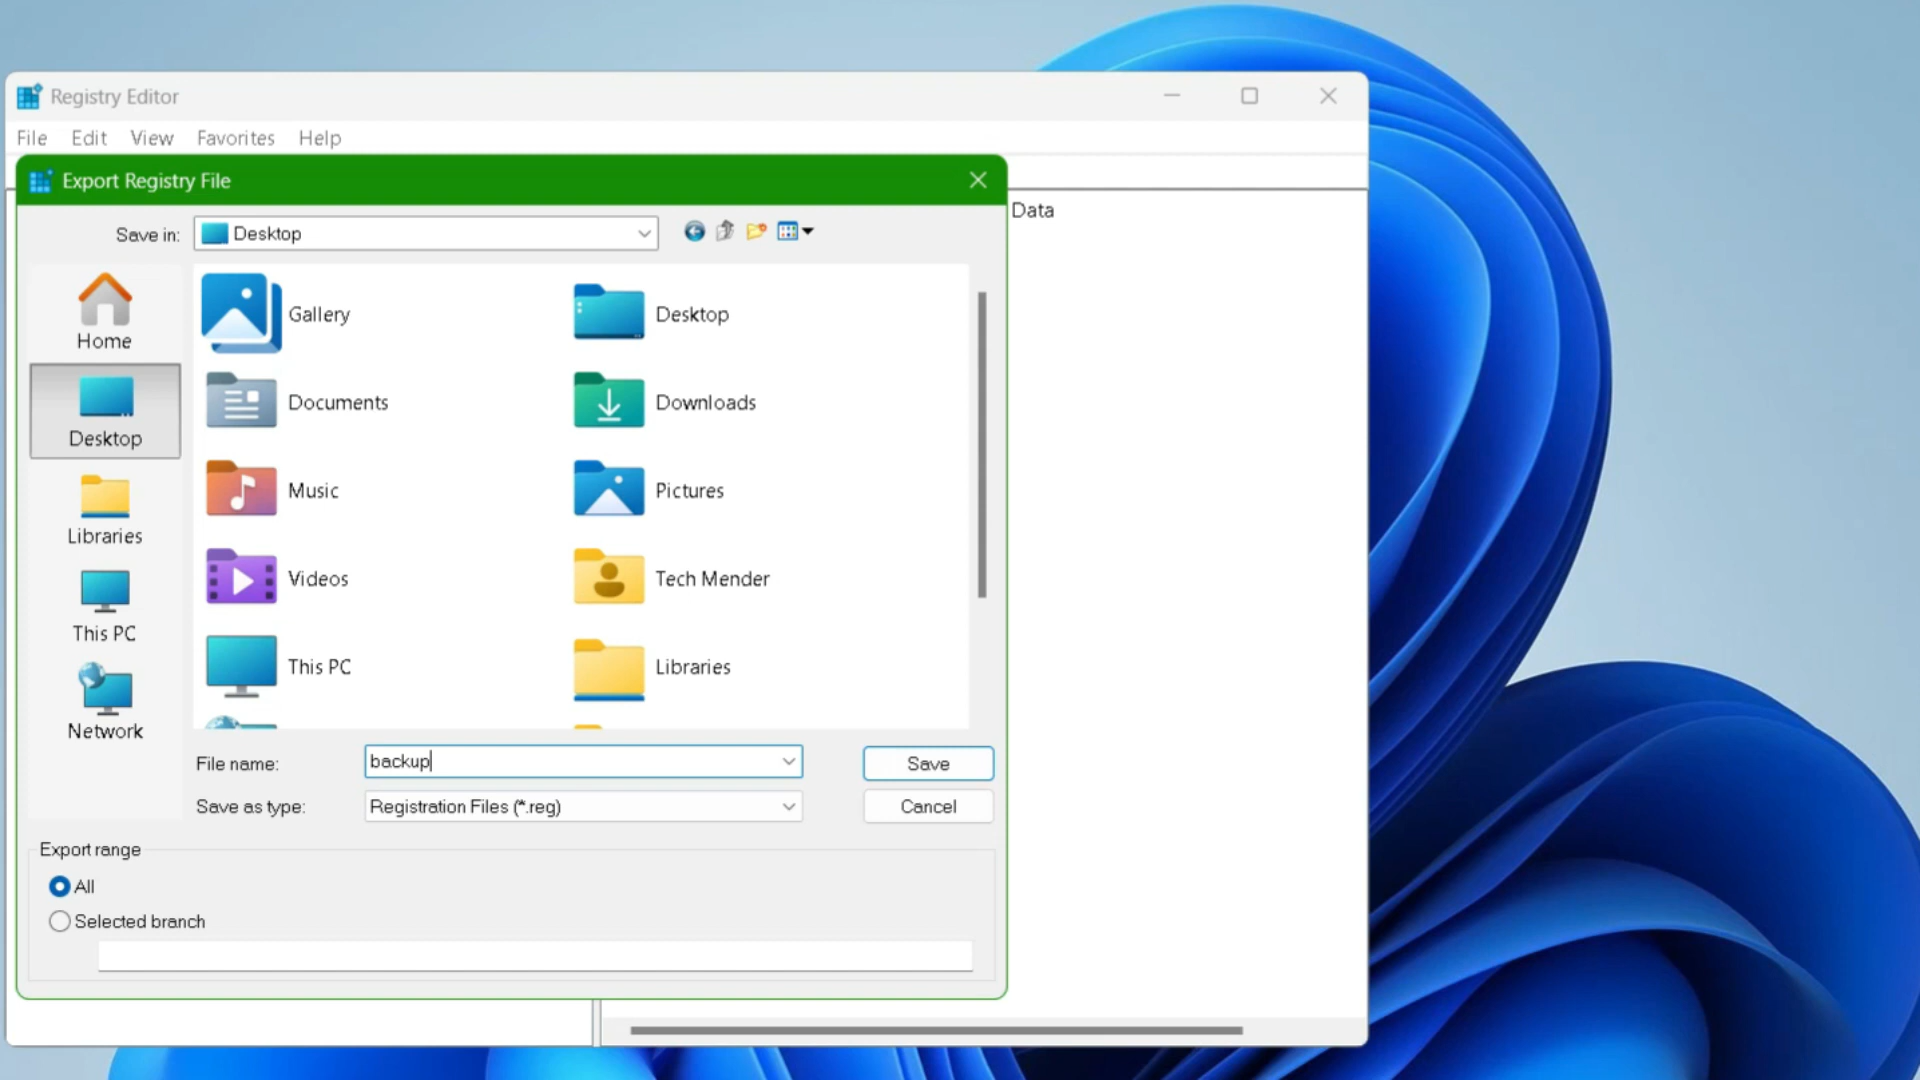 Registry Editor
File Edit View Favorites Help
Export Registry File
Data
Save in: Desktop
Home
Desktop
Libraries
This PC
Network
Gallery Desktop
Documents Downloads
Music Pictures
Videos Tech Mender
This PC Libraries
File name: backup Save
Save as type: Registration Files (*.reg) Cancel
Export range
All
Selected branch